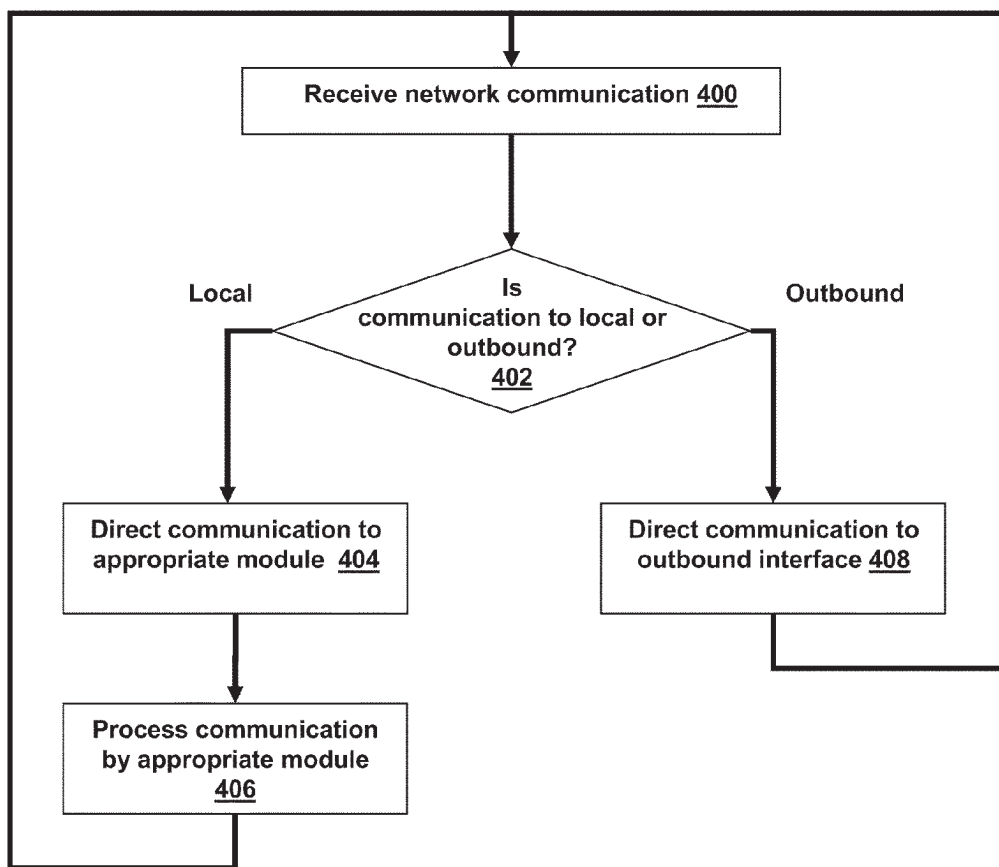 Receive network communication 400
Is
communication to local or
outbound?
402
Local
Outbound
Direct communication to
appropriate module 404
Direct communication to
outbound interface 408
Process communication
by appropriate module
406